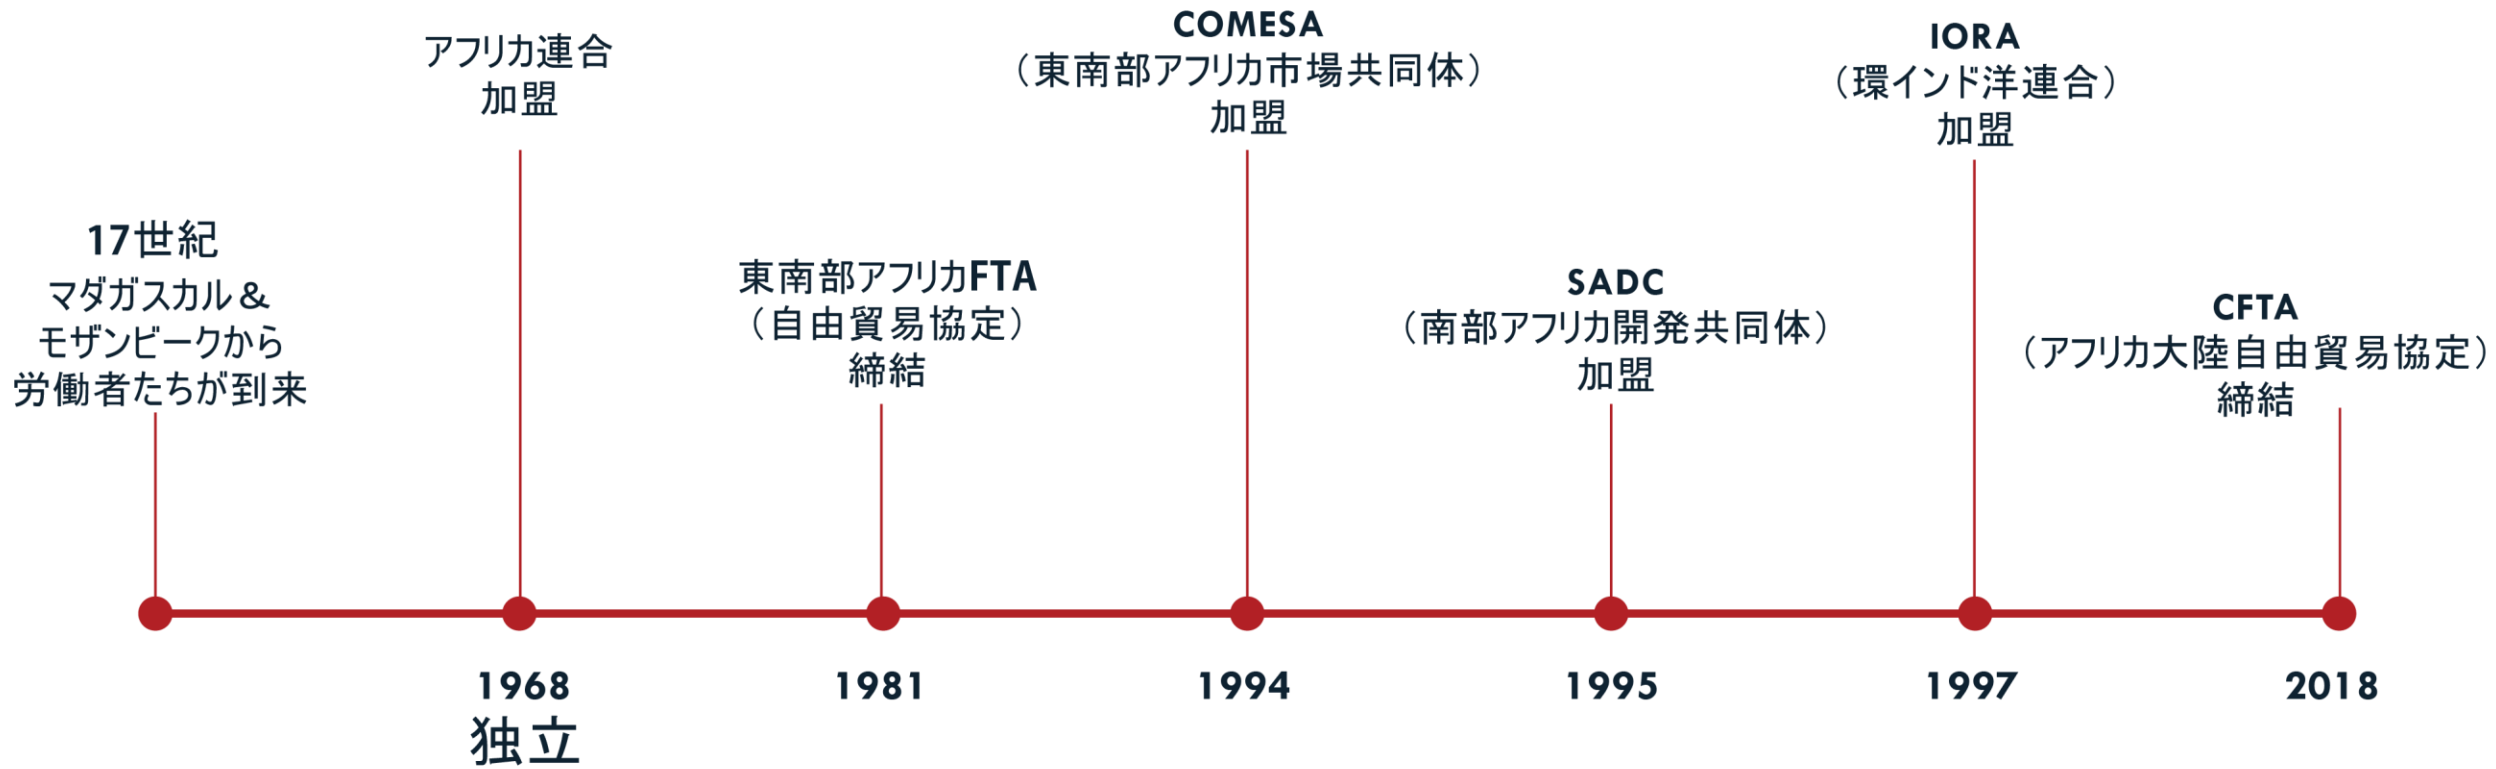 17世紀
マダガスカル &
モザンビークから
労働者たちが到来
アフリカ連合
加盟
1968
独立
東南部アフリカFTA
（自由貿易協定）
締結
1981
COMESA
（東南部アフリカ市場共同体）
加盟
1994
SADC
（南部アフリカ開発共同体）
加盟
1995
IORA
（環インド洋連合）
加盟
1997
CFTA
（アフリカ大陸自由貿易協定）
締結
2018